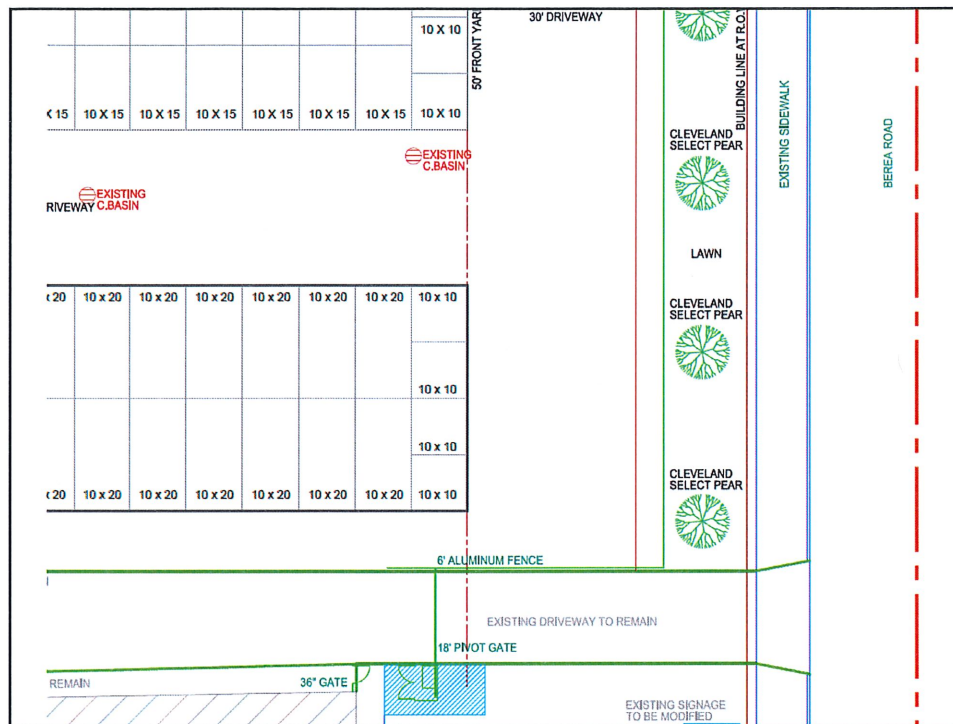 30' DRIVEWAY
10 X 10
50' FRONT YAR
BUILDING LINE AT R.O.
X 15 10 X 15 10 X 15 10 X 15 10 X 15 10 X 15 10 X 15 10 X 10
EXISTING SIDEWALK
BEREA ROAD
CLEVELAND
SELECT PEAR
EXISTING
C.BASIN
EXISTING
C.BASIN
RIVEWAY
LAWN
x 20 10 x 20 10 x 20 10 x 20 10 x 20 10 x 20 10 x 20 10 x 10
CLEVELAND
SELECT PEAR
10 x 10
10 x 10
CLEVELAND
SELECT PEAR
x 20 10 x 20 10 x 20 10 x 20 10 x 20 10 x 20 10 x 20 10 x 10
6' ALUMINUM FENCE
EXISTING DRIVEWAY TO REMAIN
18' PIVOT GATE
REMAIN
36" GATE
EXISTING SIGNAGE
TO BE MODIFIED